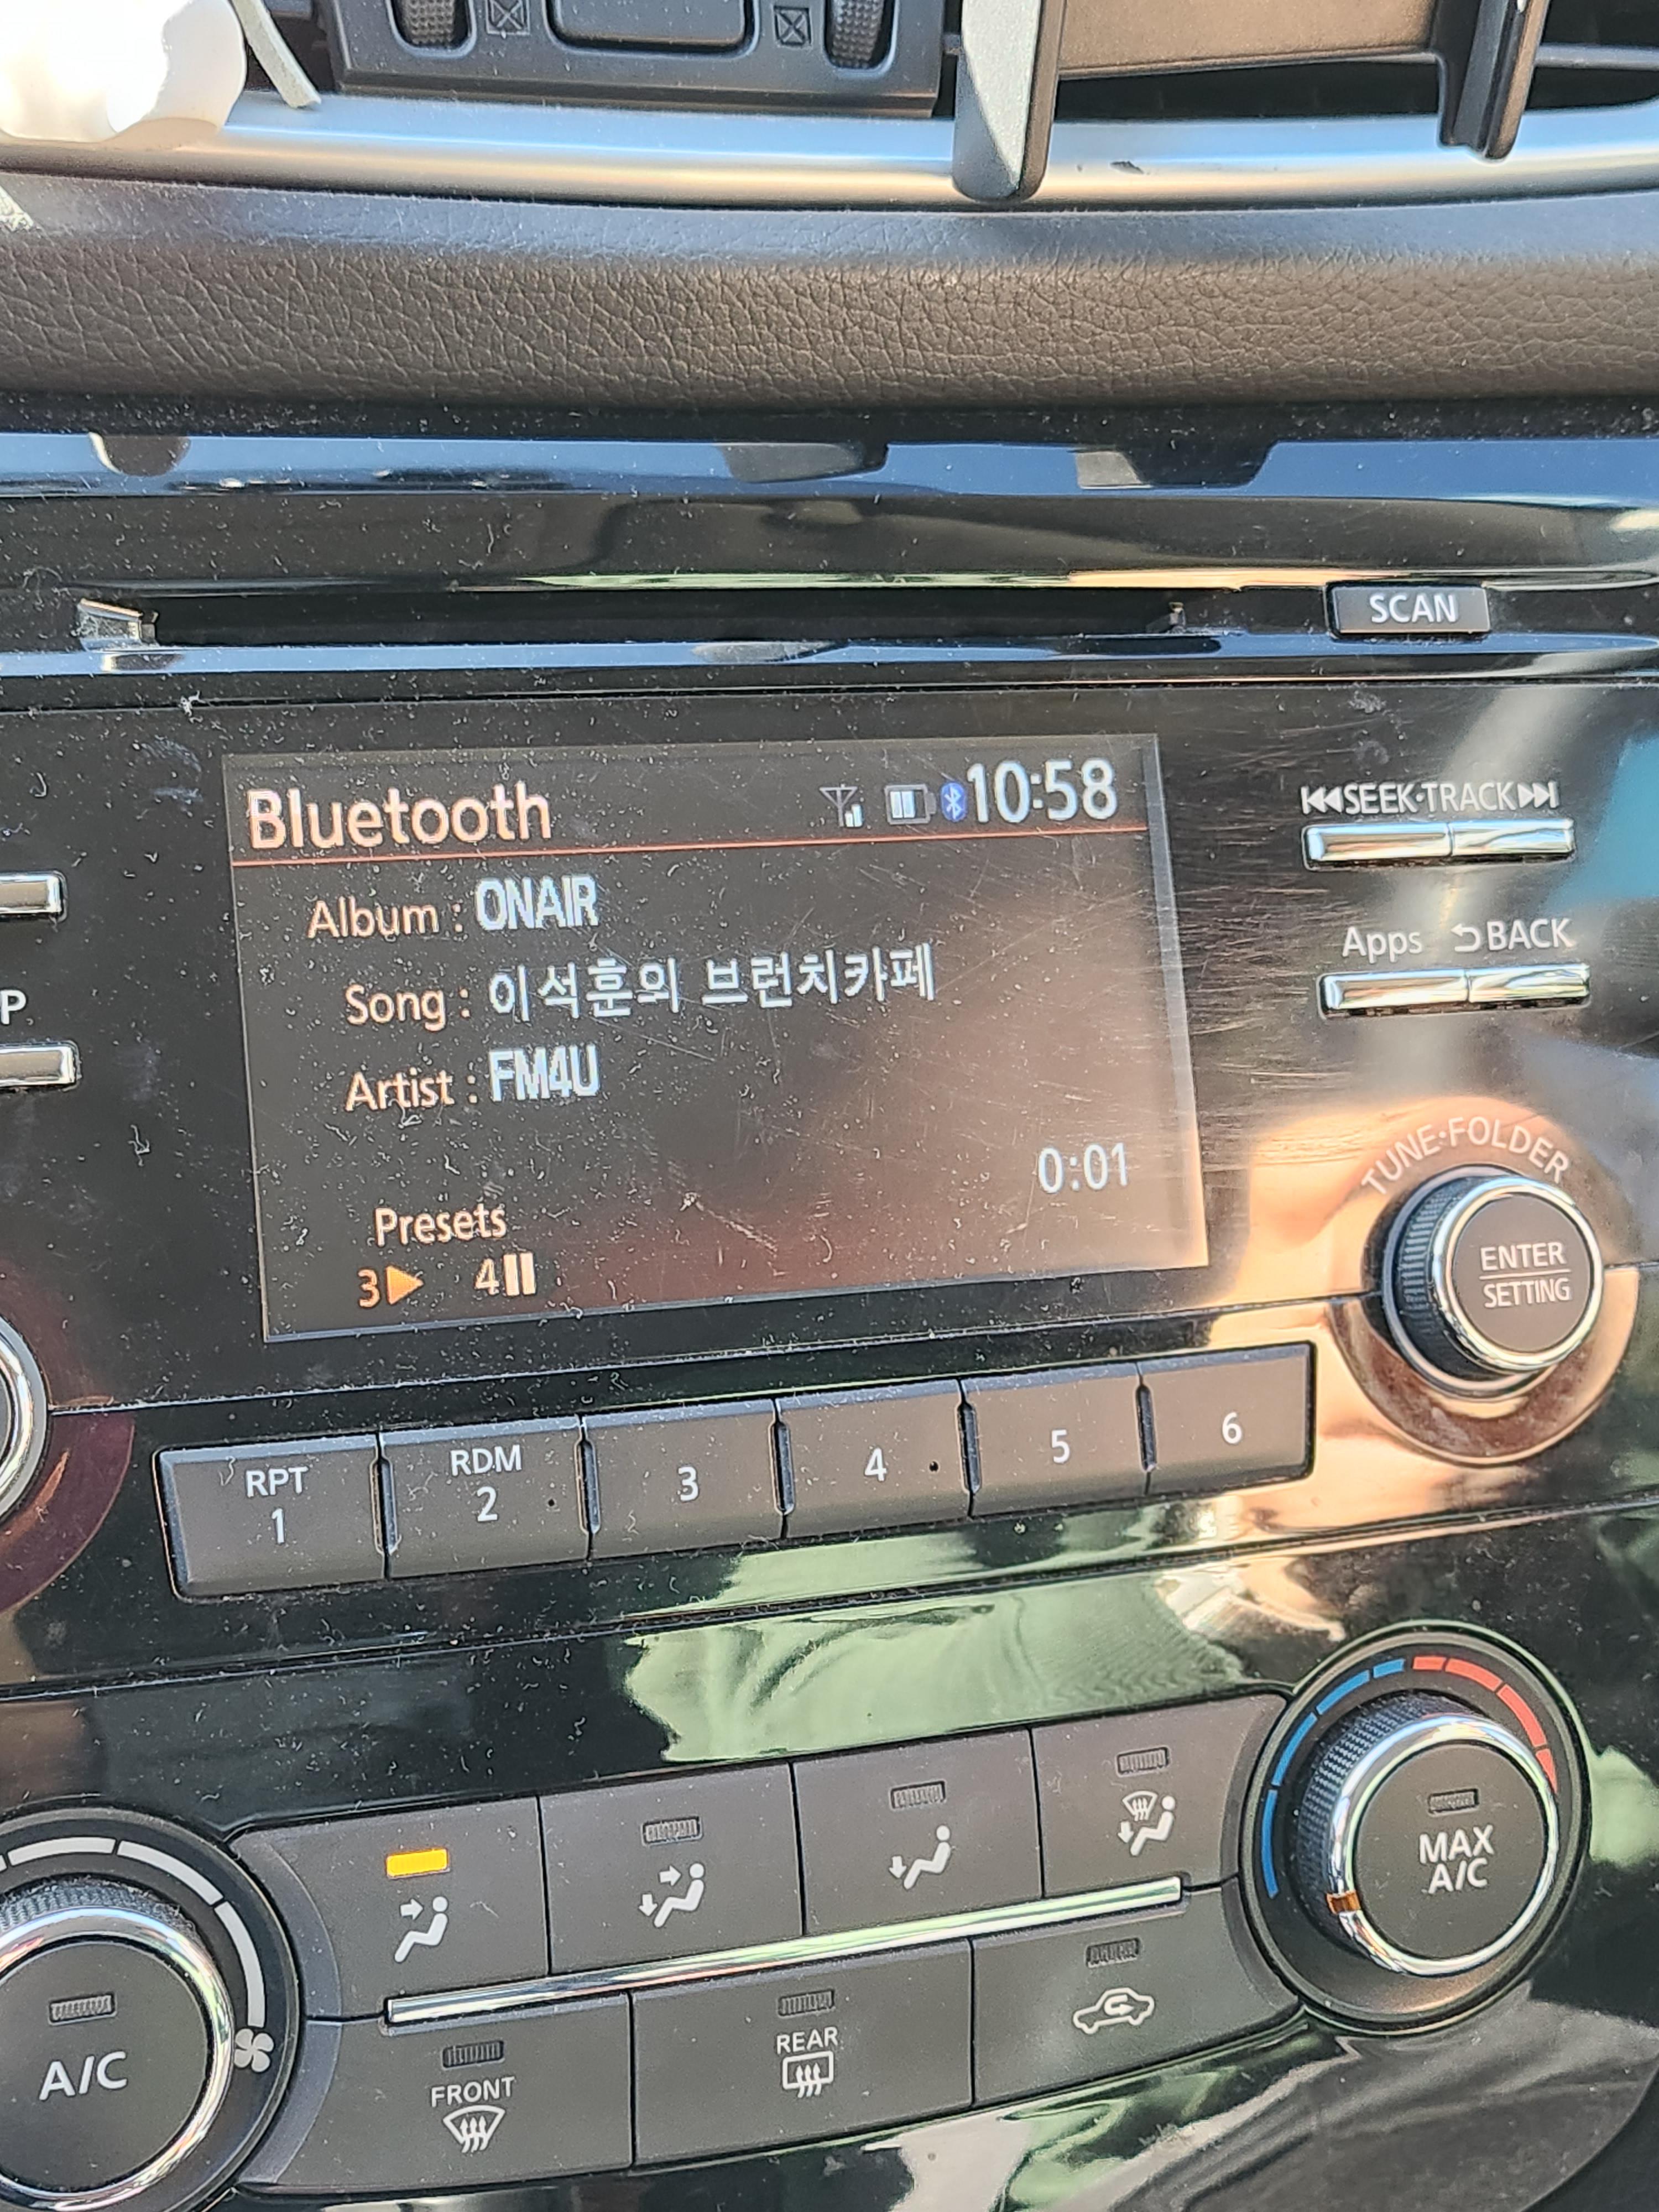 SCAN
Bluetooth 10:58
Album : ONAIR
Song : 이석훈의 브런치카페
Artist : FM4U
0:01
Presets
3 4
SEEK·TRACK
Apps BACK
P
TUNE·FOLDER
ENTER
SETTING
RPT
1
RDM
2
3
4
5
6
MAX
A/C
A/C
FRONT
REAR